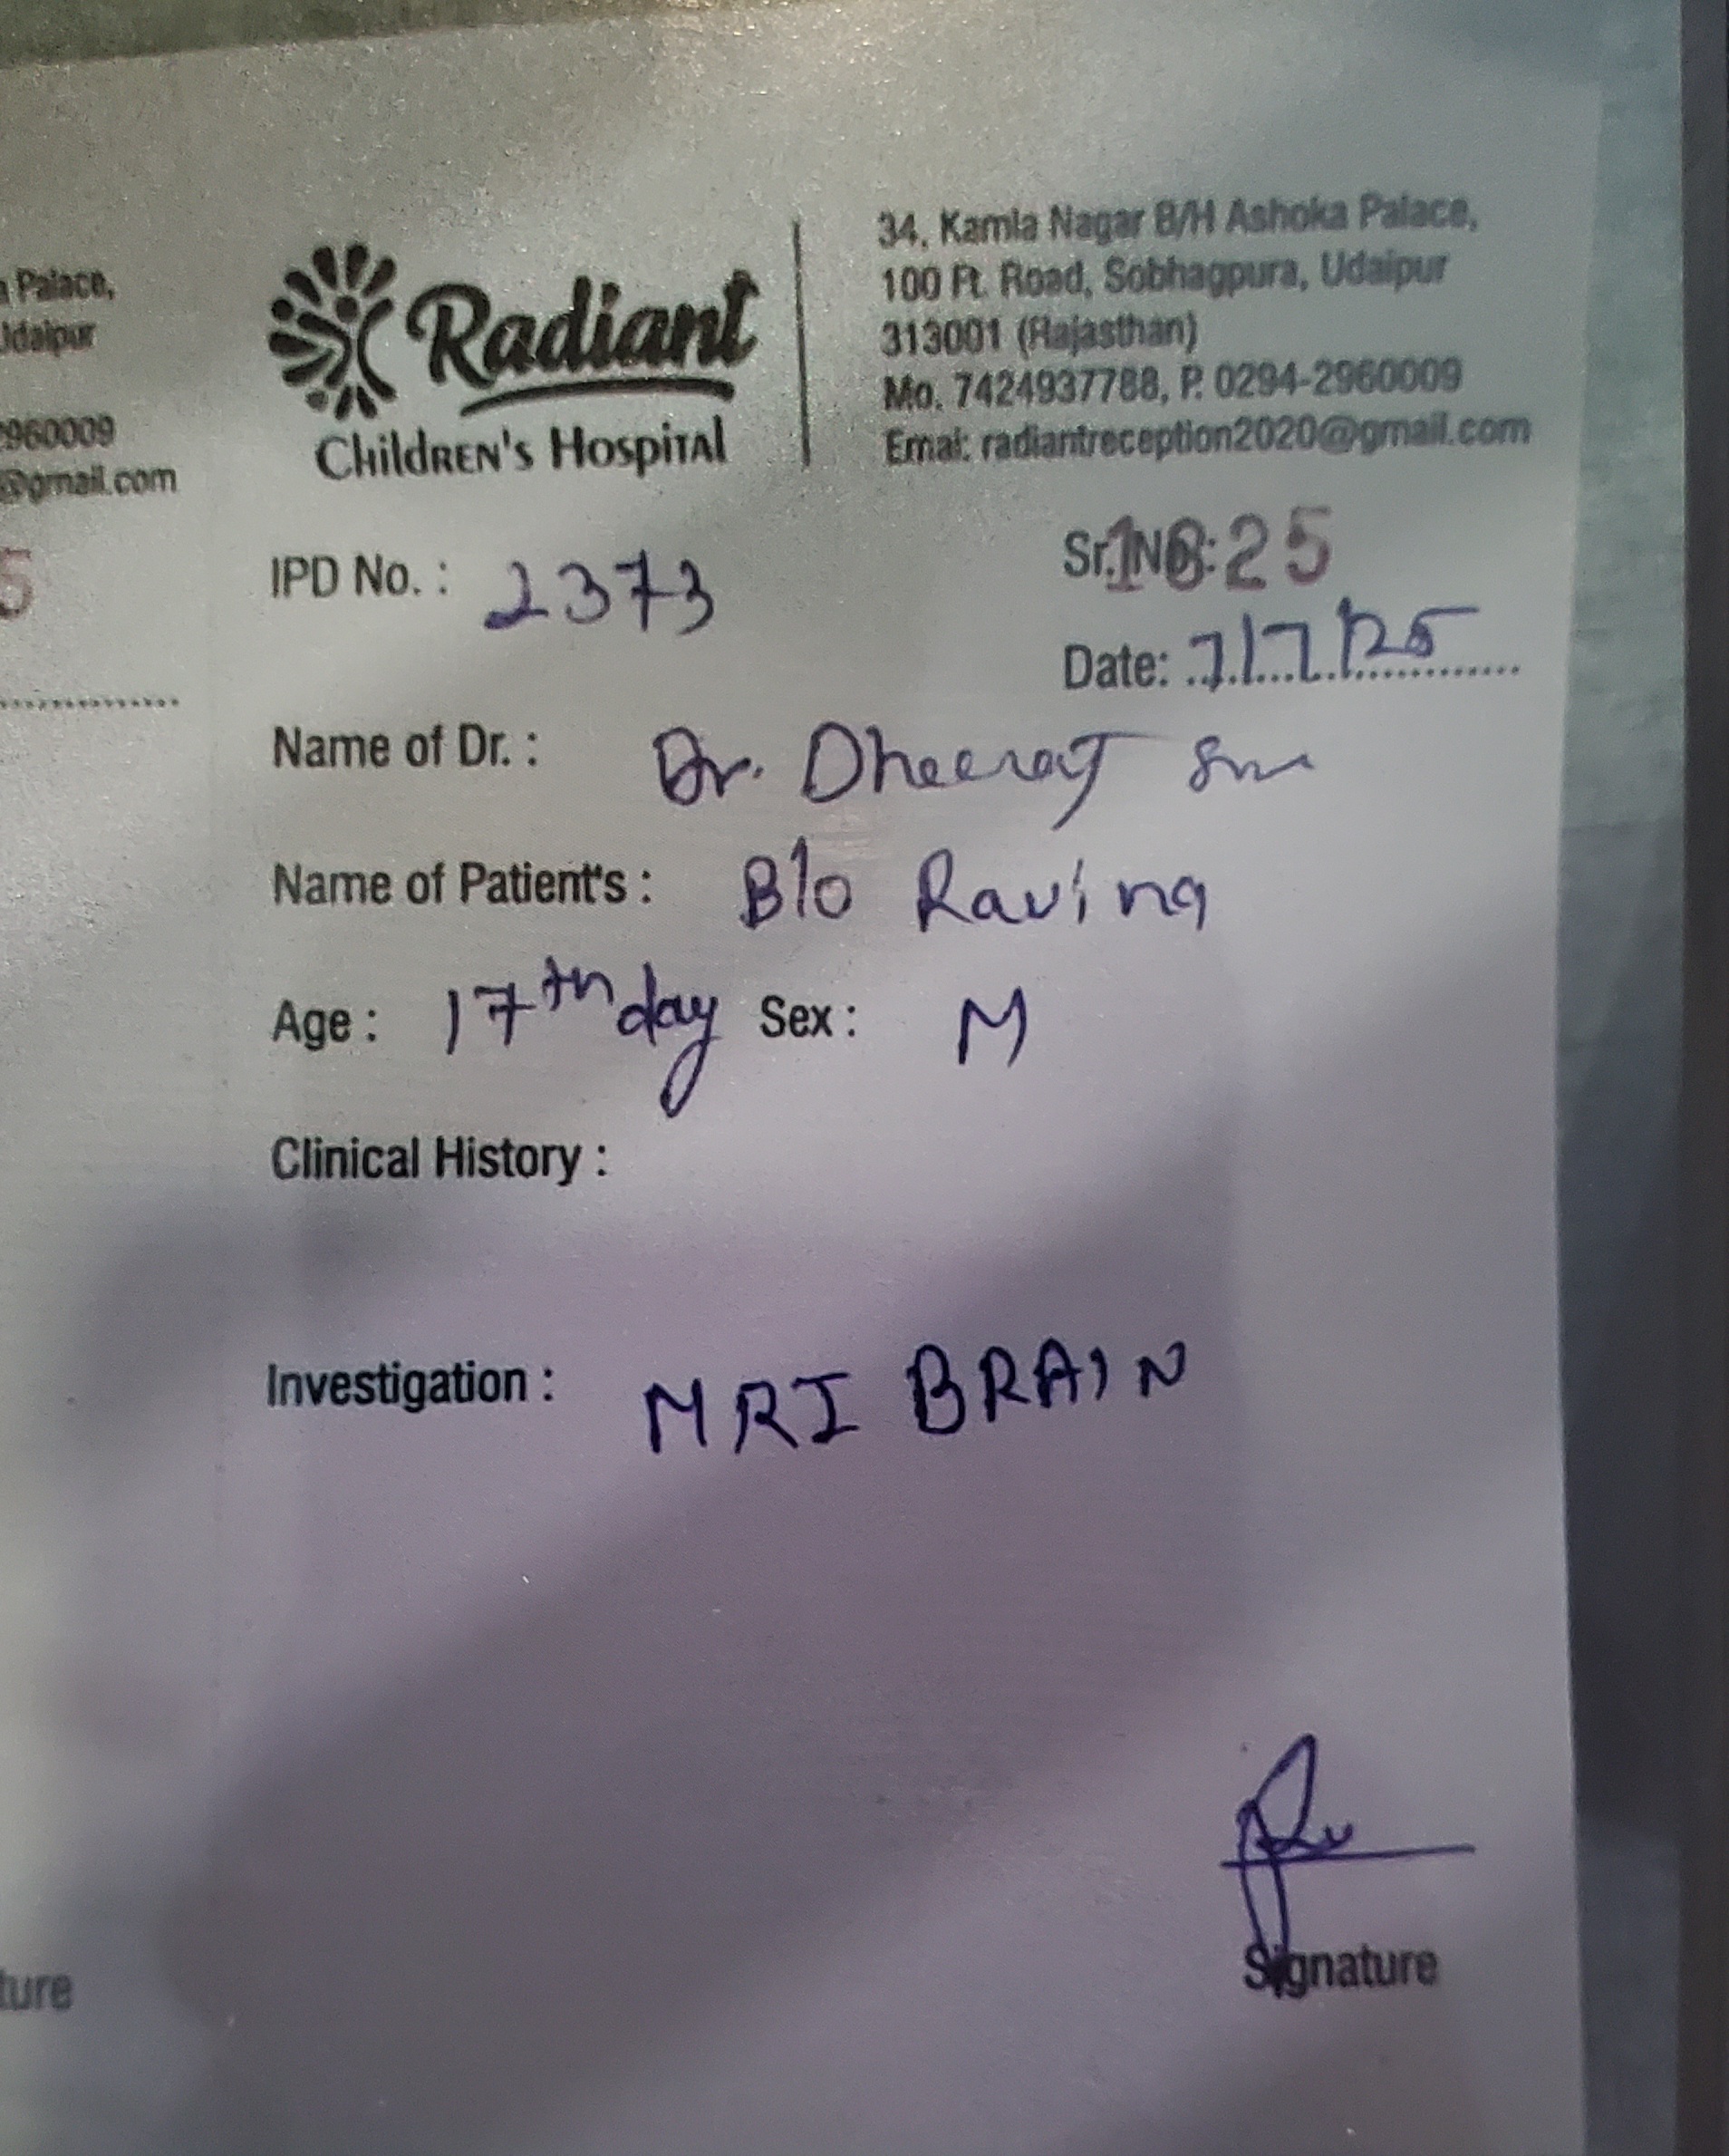 Palace,
Udaipur
2960009
@gmail.com
5
ture
Radiant
Children's Hospital
34, Kamla Nagar B/H Ashoka Palace,
100 Ft. Road, Sobhagpura, Udaipur
313001 (Rajasthan)
Mo. 7424937788, P. 0294-2960009
Emai: radiantreception2020@gmail.com
IPD No. : 2373
Sr. No.: 1625
Date: 7/7/25
Name of Dr. : Dr. Dheeraj
Name of Patient's : B/o Ravina
Age : 17th day Sex : M
Clinical History :
Investigation : MRI BRAIN
Signature